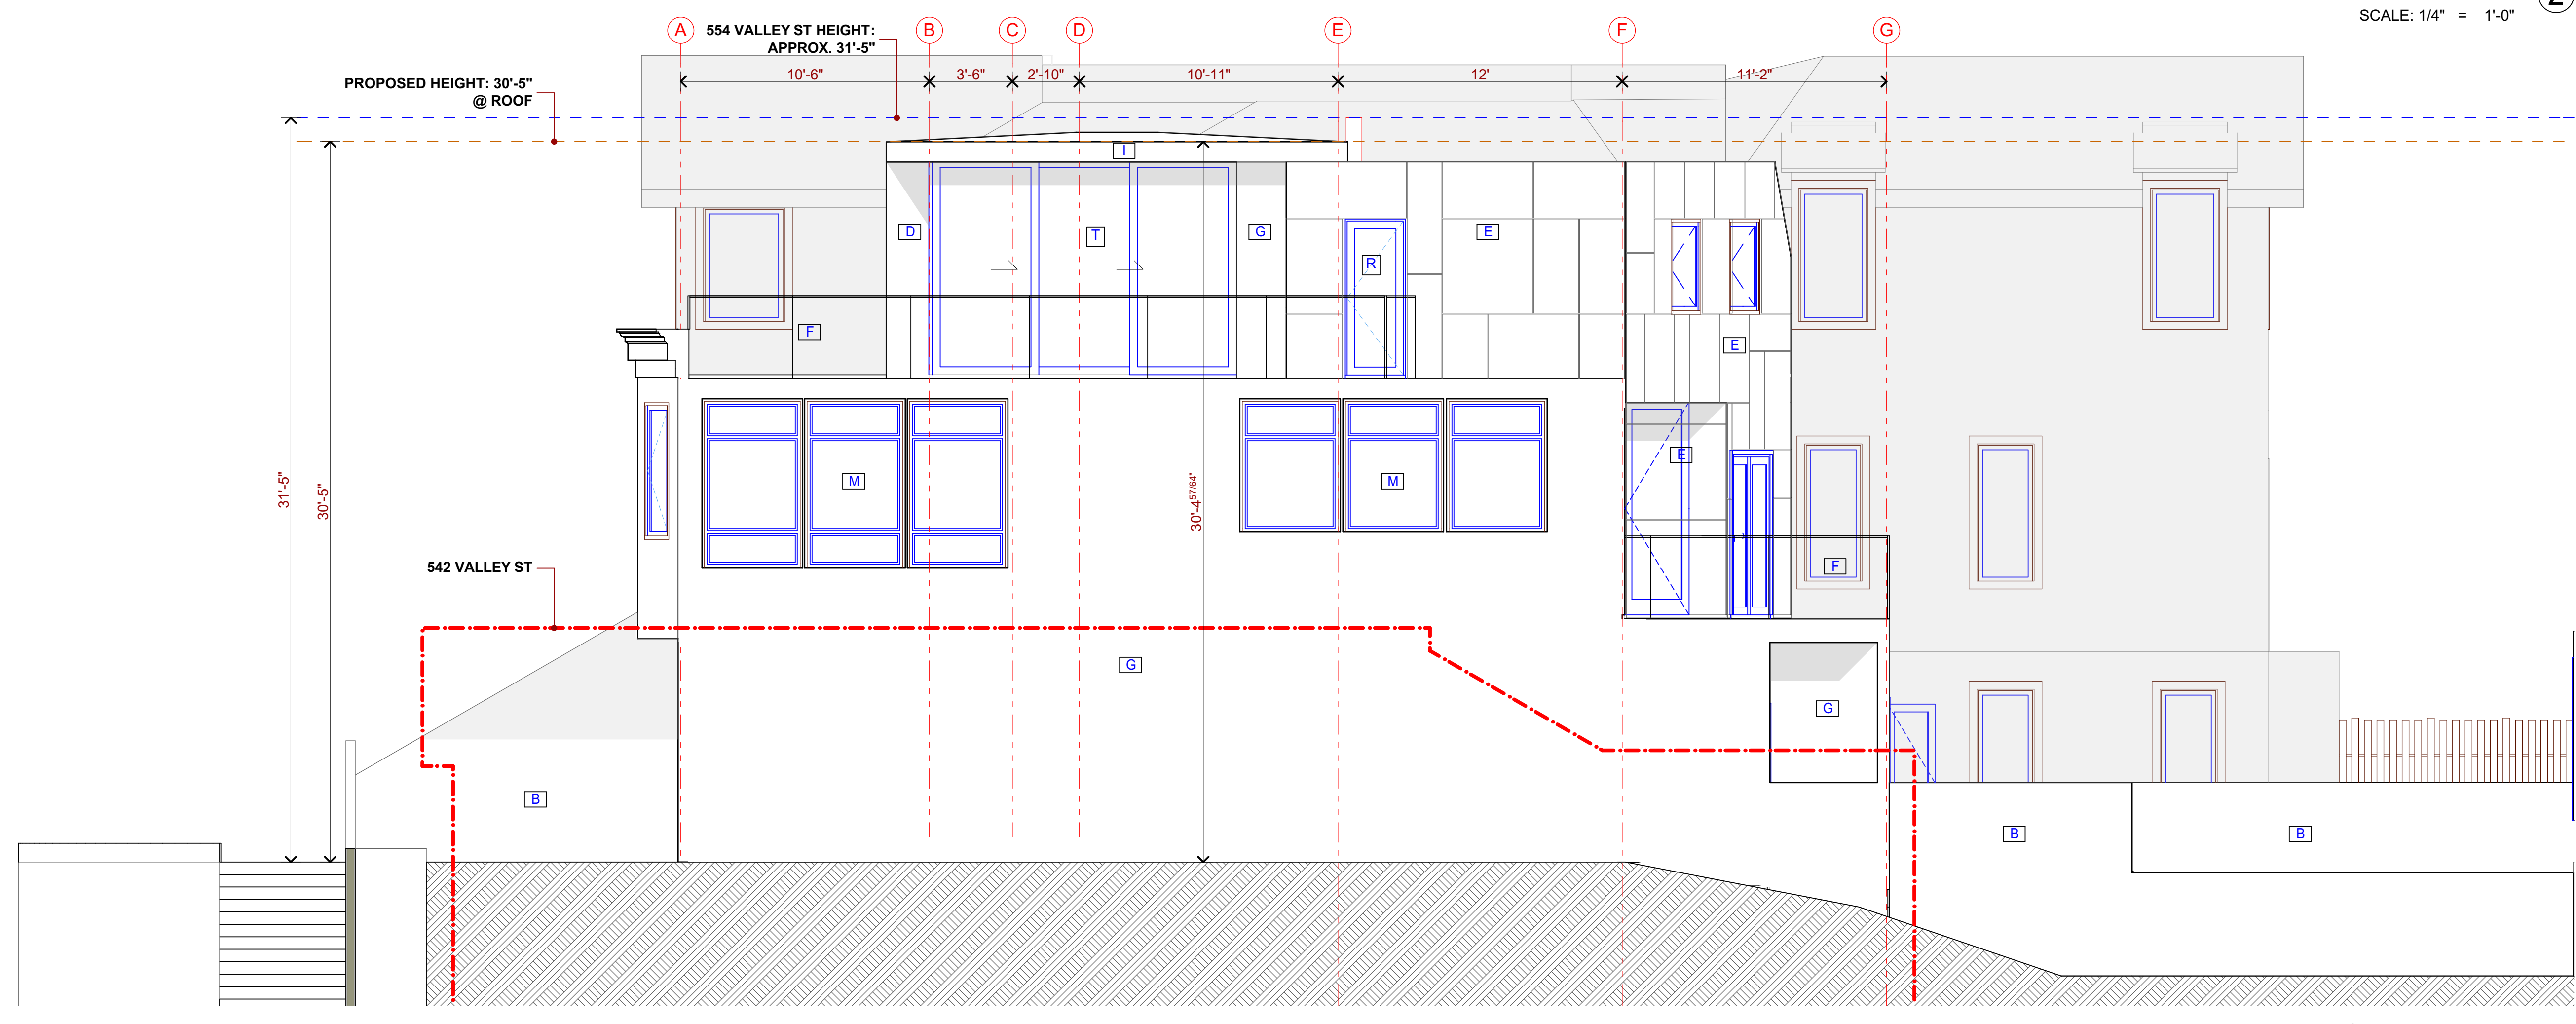 2
SCALE: 1/4" = 1'-0"
A B C D E F G
554 VALLEY ST HEIGHT:
APPROX. 31'-5"
10'-6" 3'-6" 2'-10" 10'-11" 12' 11'-2"
PROPOSED HEIGHT: 30'-5"
@ ROOF
I
D T G E
R
F E
E
M M
31'-5" 30'-5" 30'-4 57/64"
542 VALLEY ST
F
G
G
B
B B